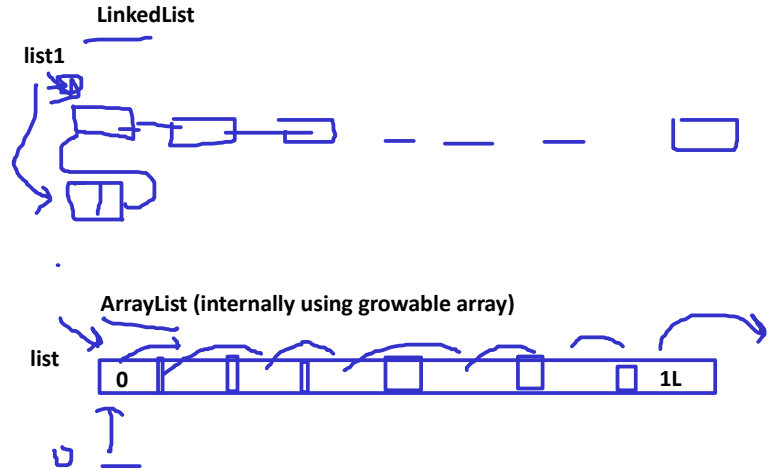 LinkedList
list1
ArrayList (internally using growable array)
list
0
1L